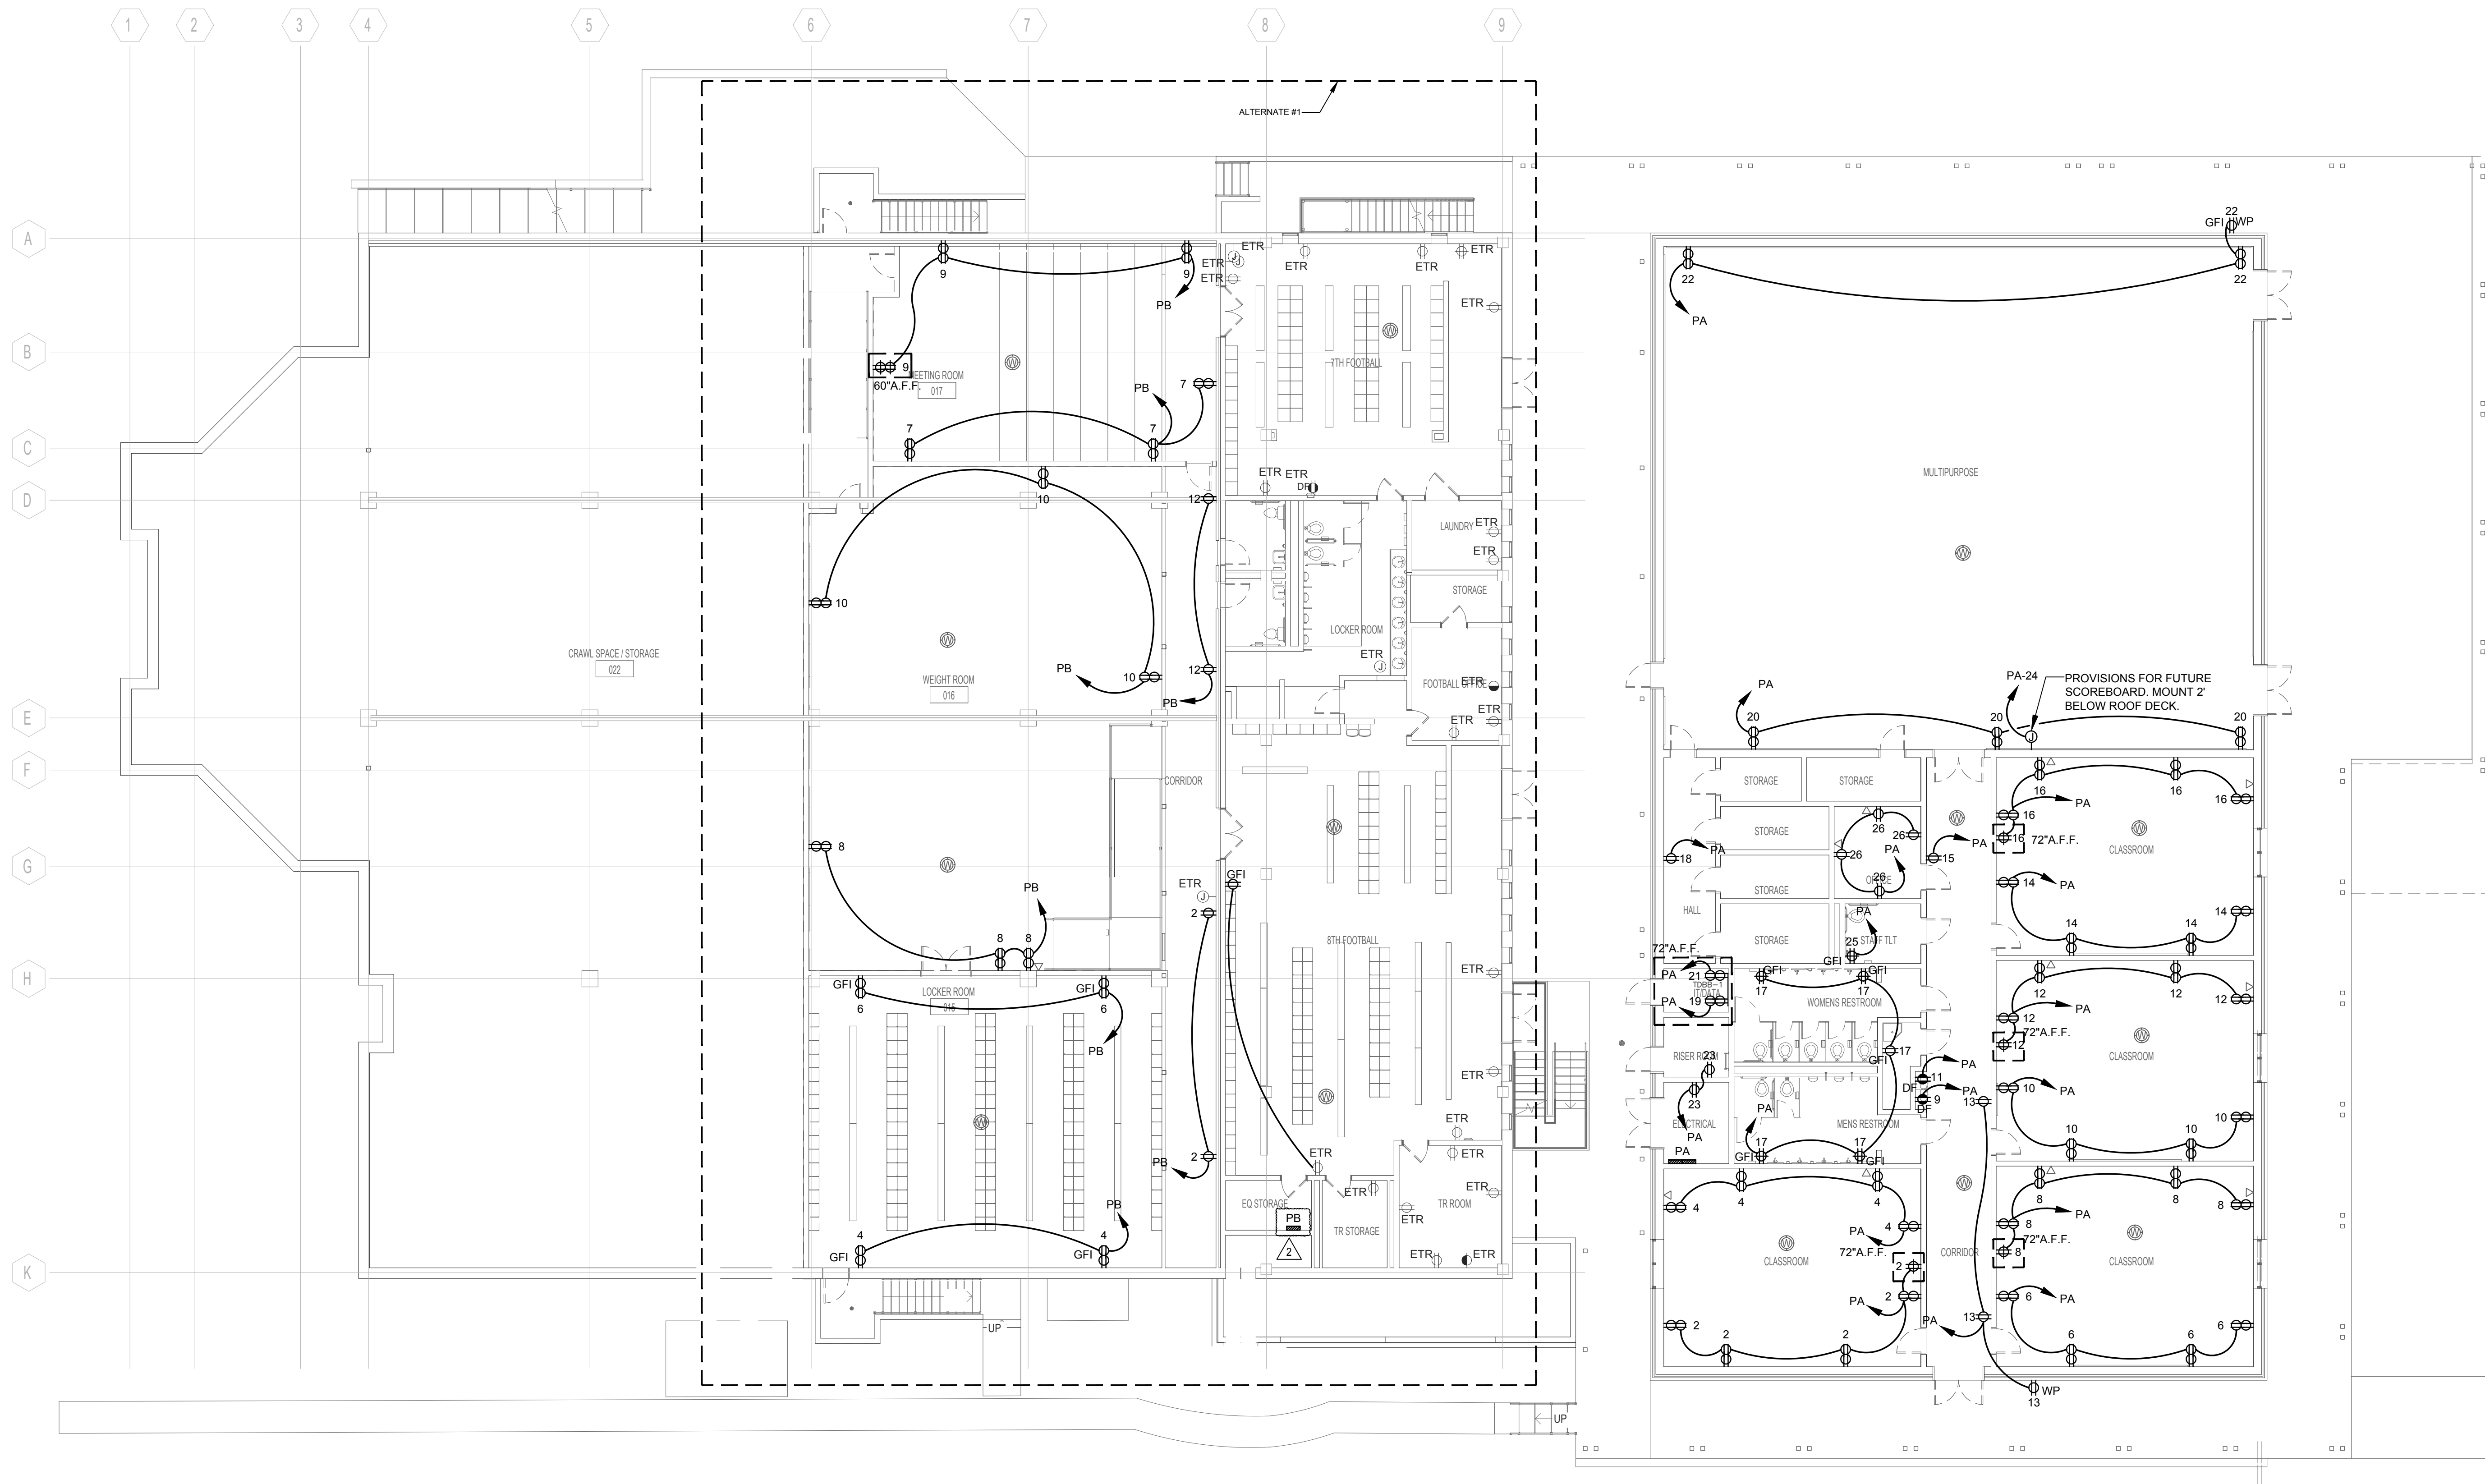 1 2 3 4 5 6 7 8 9
ALTERNATE #1
A
B
C
D
E
F
G
H
K
9
9
PB
9
60"A.F.F.
MEETING ROOM
017
PB
7
7
7
ETR
J
ETR
J
ETR
ETR
ETR
ETR
ETR
W
W
7TH FOOTBALL
10
12
ETR
ETR
DF
LAUNDRY
ETR
ETR
STORAGE
10
W
LOCKER ROOM
CRAWL SPACE / STORAGE
022
WEIGHT ROOM
016
10
PB
12
PB
ETR
J
FOOTBALL OFFICE
ETR
ETR
ETR
CORRIDOR
8
W
W
PB
8
8
ETR
J
GFI
2
8TH FOOTBALL
LOCKER ROOM
015
GFI
6
GFI
6
PB
ETR
ETR
W
W
PB
2
ETR
ETR
ETR
ETR
ETR
EQ STORAGE
PB
2
TR STORAGE
TR ROOM
ETR
ETR
ETR
4
GFI
4
GFI
PB
UP
UP
22
GFI
WP
22
22
PA
MULTIPURPOSE
W
PA
PA-24
PROVISIONS FOR FUTURE
SCOREBOARD. MOUNT 2'
BELOW ROOF DECK.
20
20
20
J
STORAGE
STORAGE
STORAGE
STORAGE
STORAGE
HALL
18
PA
26
26
26
26
PA
OFFICE
W
15
PA
PA
25
GFI
STAFF TLT
16
16
16
16
PA
16
72"A.F.F.
W
CLASSROOM
14
PA
14
14
14
72"A.F.F.
PA
21
TDBB-1
IT/DATA
PA
19
GFI
17
GFI
17
WOMENS RESTROOM
GFI
17
12
12
12
12
PA
72"A.F.F.
12
W
CLASSROOM
RISER ROOM
23
23
PA
ELECTRICAL
PA
PA
11
DF
PA
9
DF
PA
13
MENS RESTROOM
17
GFI
17
GFI
10
PA
10
10
10
4
4
4
4
PA
72"A.F.F.
2
W
CLASSROOM
W
CORRIDOR
8
8
8
8
PA
72"A.F.F.
8
W
CLASSROOM
2
PA
2
2
2
13
PA
6
PA
6
6
6
WP
13